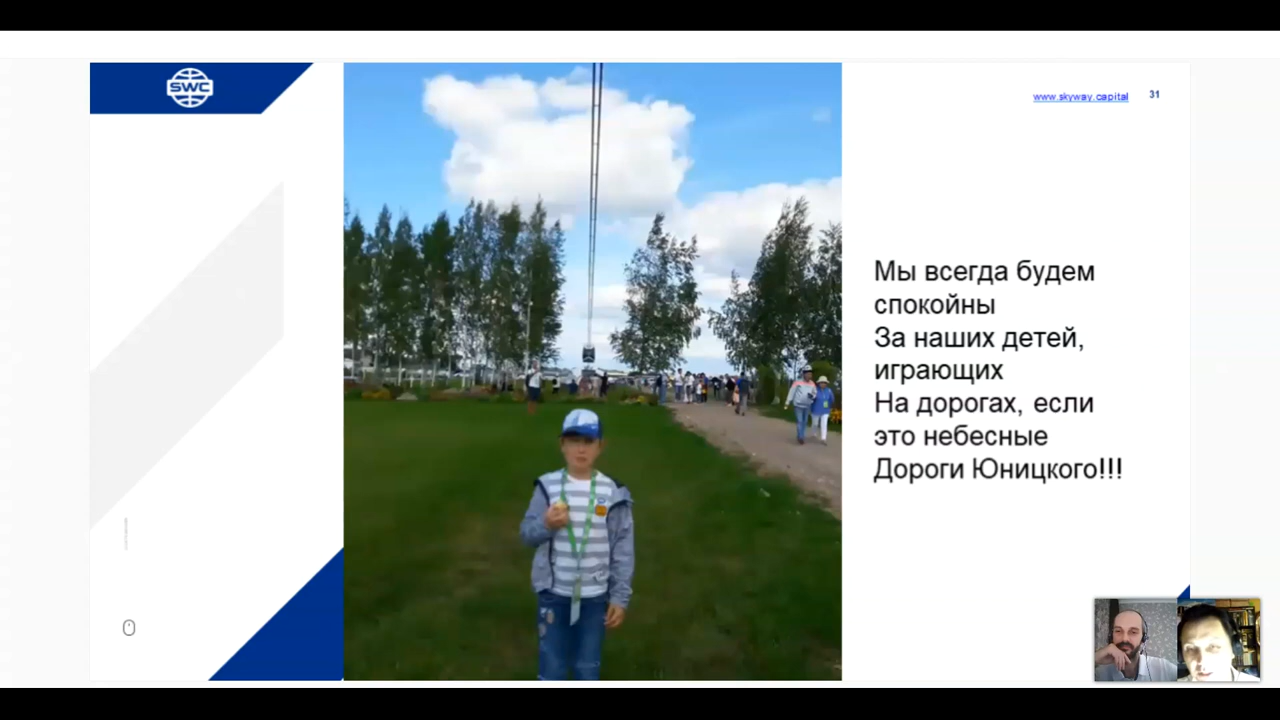 SWC
www.skyway.capital
31
Мы всегда будем
спокойны
За наших детей,
играющих
На дорогах, если
это небесные
Дороги Юницкого!!!